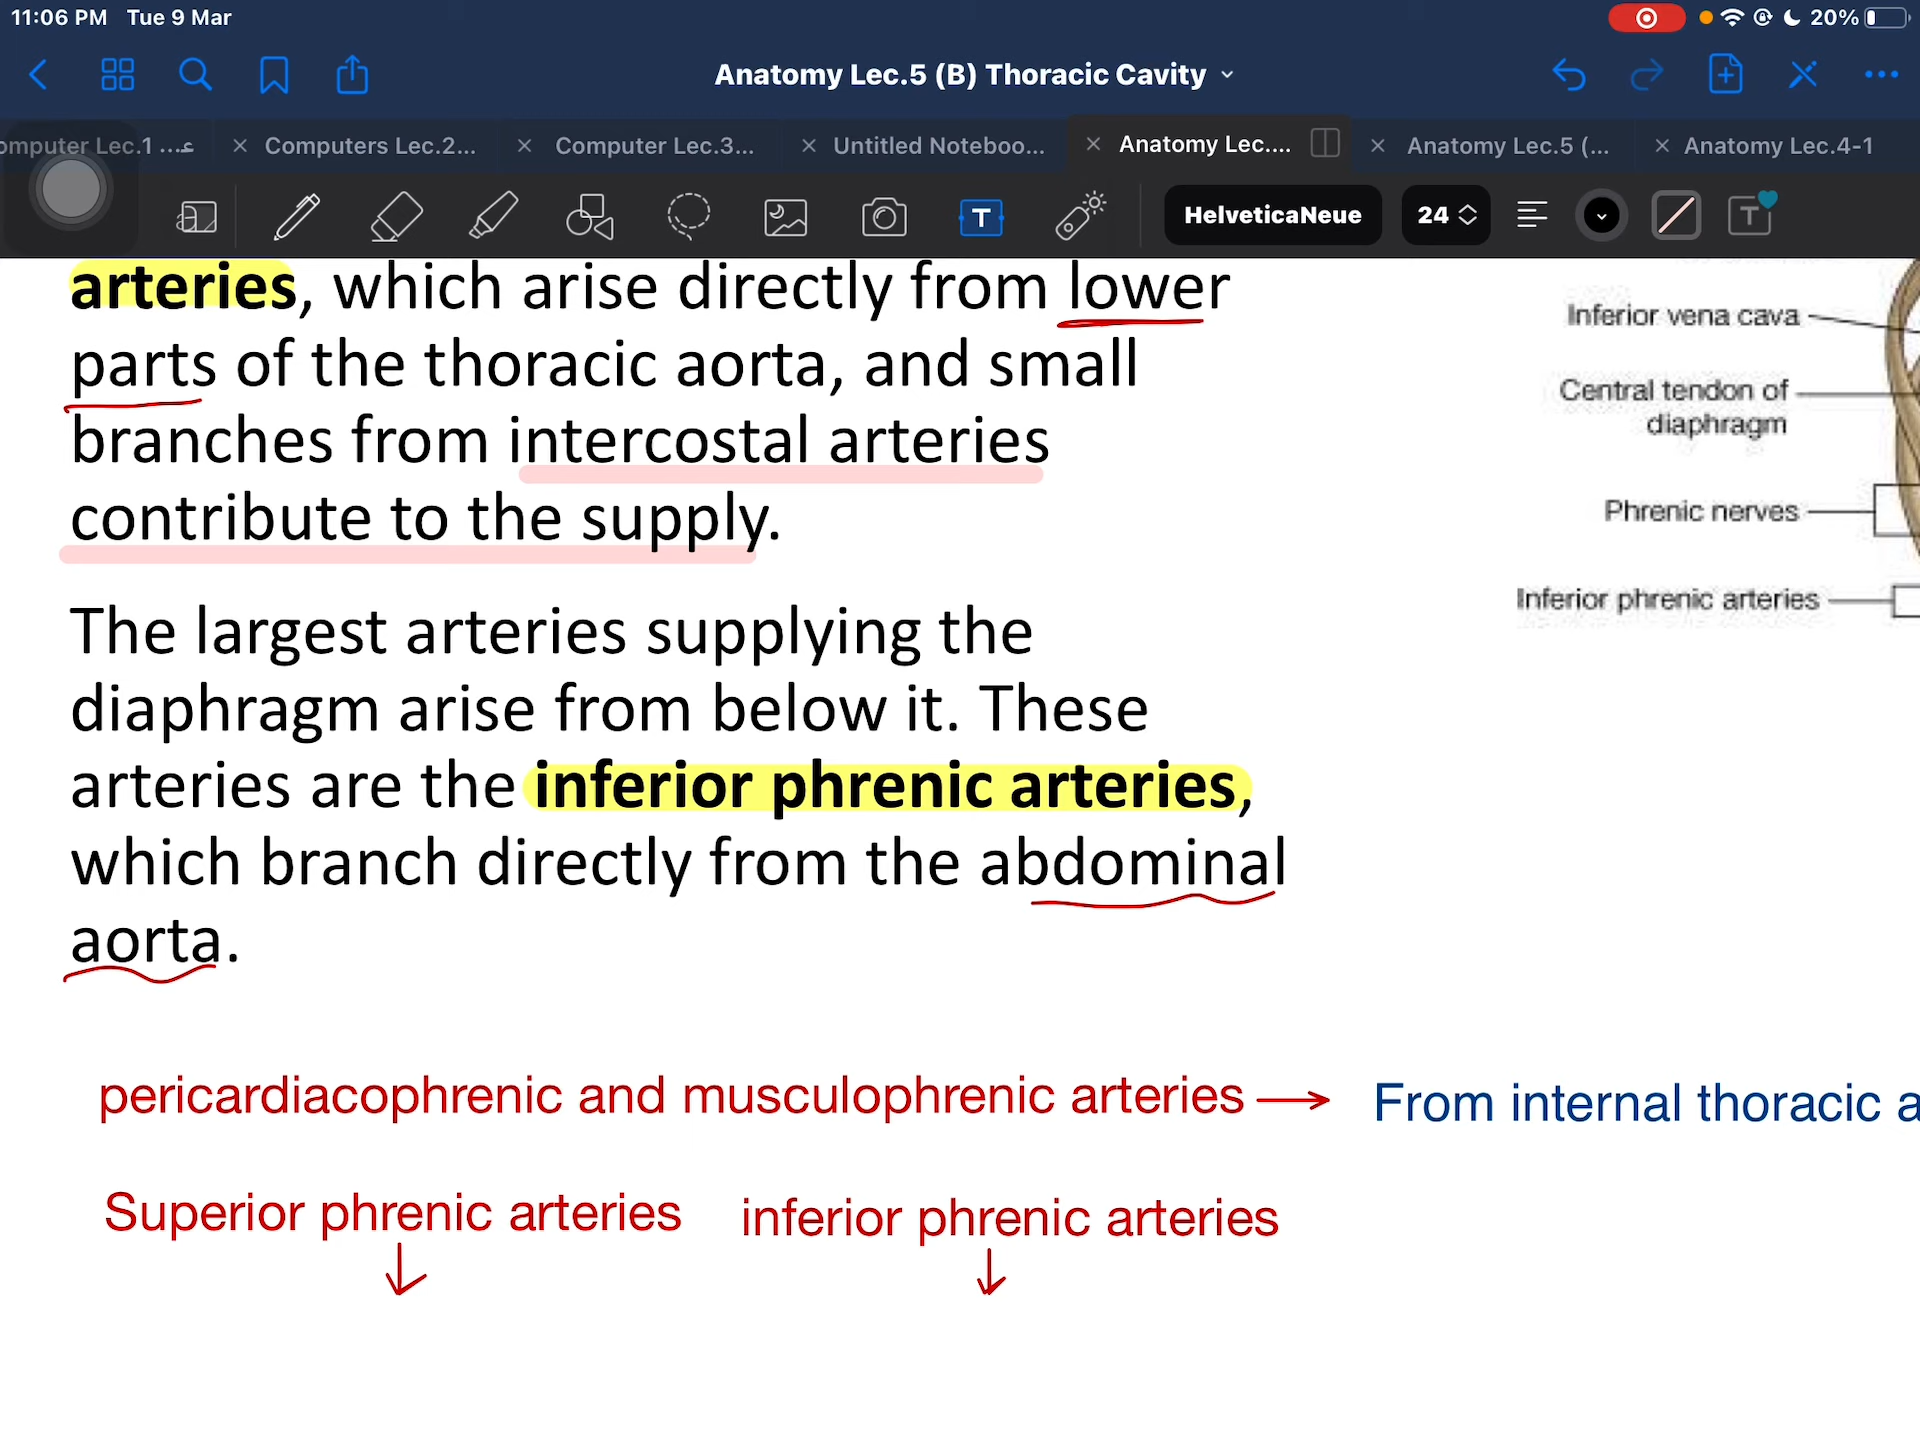 11:06 PM Tue 9 Mar
20%
Anatomy Lec.5 (B) Thoracic Cavity
omputer Lec.1 ...ع
Computers Lec.2...
Computer Lec.3...
Untitled Noteboo...
Anatomy Lec....
Anatomy Lec.5 (...
Anatomy Lec.4-1
HelveticaNeue
24
arteries, which arise directly from lower
parts of the thoracic aorta, and small
branches from intercostal arteries
contribute to the supply.
The largest arteries supplying the
diaphragm arise from below it. These
arteries are the inferior phrenic arteries,
which branch directly from the abdominal
aorta.
Inferior vena cava
Central tendon of
diaphragm
Phrenic nerves
Inferior phrenic arteries
pericardiacophrenic and musculophrenic arteries → From internal thoracic a
Superior phrenic arteries inferior phrenic arteries